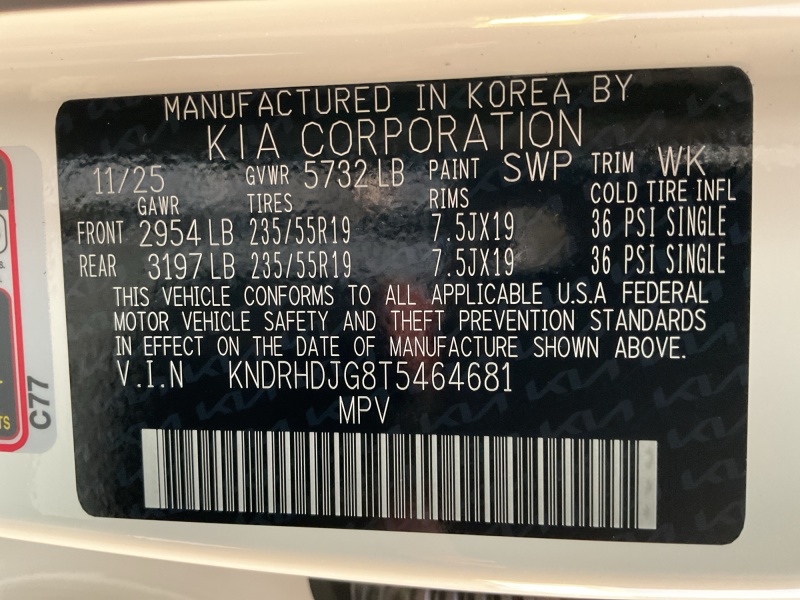 MANUFACTURED IN KOREA BY
KIA CORPORATION
11/25 GVWR 5732 LB PAINT SWP TRIM WK
GAWR TIRES RIMS COLD TIRE INFL
FRONT 2954 LB 235/55R19 7.5JX19 36 PSI SINGLE
REAR 3197 LB 235/55R19 7.5JX19 36 PSI SINGLE
THIS VEHICLE CONFORMS TO ALL APPLICABLE U.S.A FEDERAL
MOTOR VEHICLE SAFETY AND THEFT PREVENTION STANDARDS
IN EFFECT ON THE DATE OF MANUFACTURE SHOWN ABOVE.
V.I.N KNDRHDJG8T5464681
MPV
C77